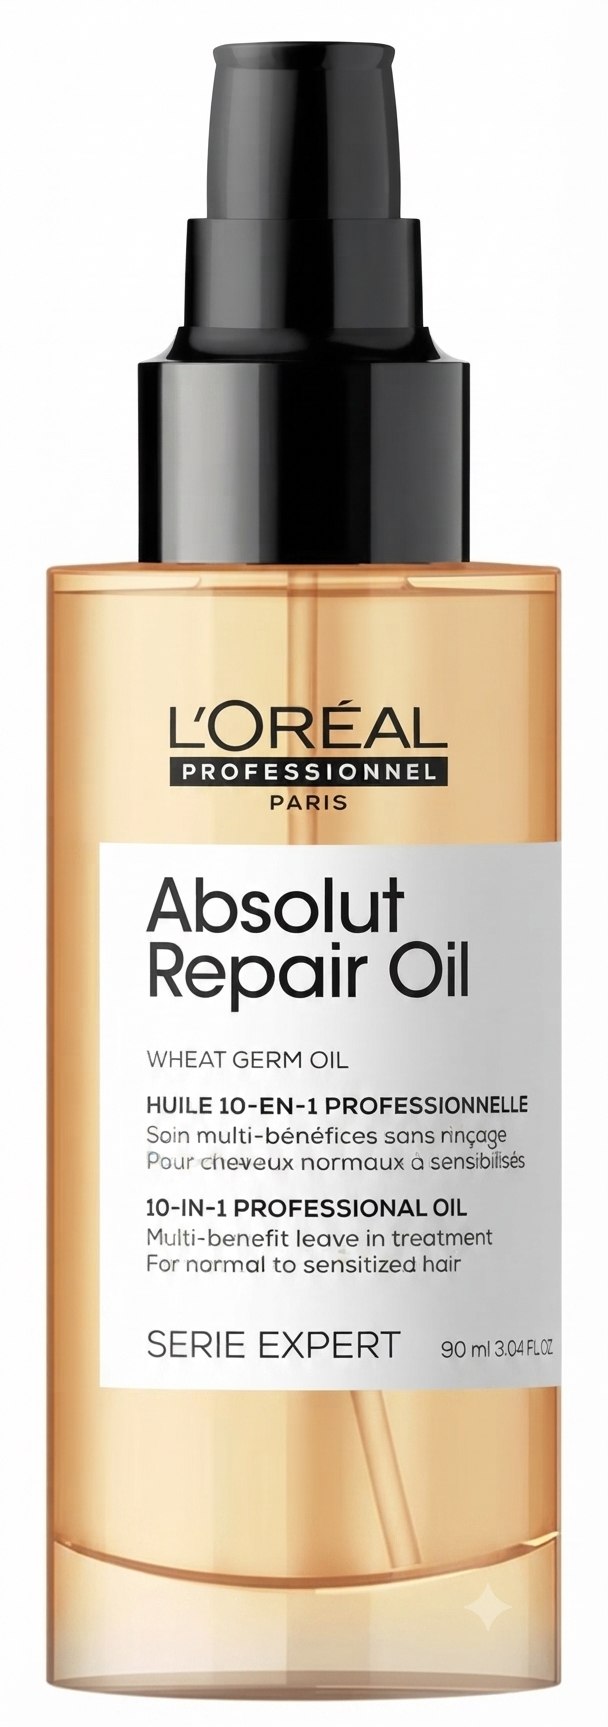 L'ORÉAL
PROFESSIONNEL
PARIS
Absolut
Repair Oil
WHEAT GERM OIL
HUILE 10-EN-1 PROFESSIONNELLE
Soin multi-bénéfices sans rinçage
Pour cheveux normaux à sensibilisés
10-IN-1 PROFESSIONAL OIL
Multi-benefit leave in treatment
For normal to sensitized hair
SERIE EXPERT
90 ml 3.04 FL OZ